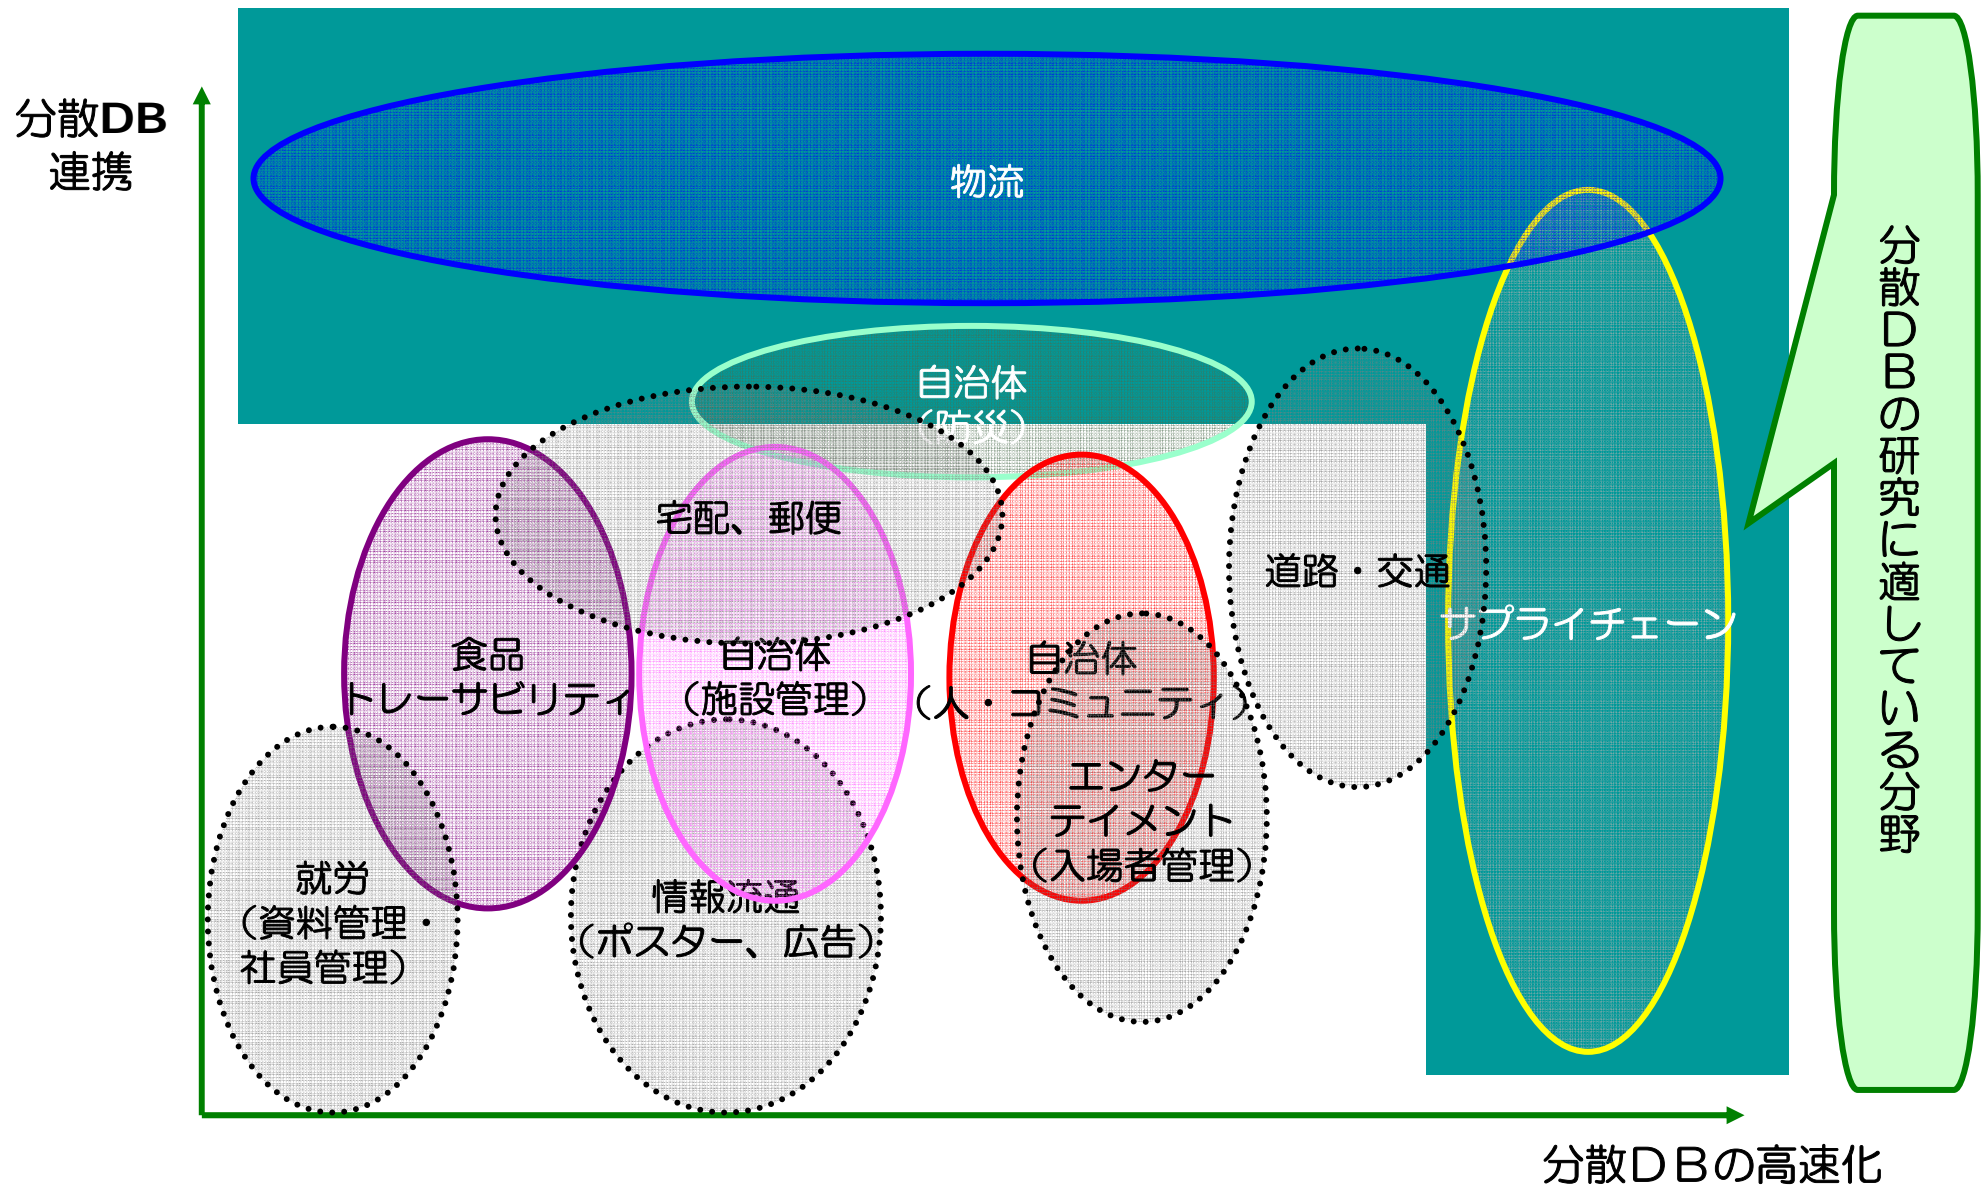 分散DB
連携
物流
自治体
（防災）
宅配、郵便
道路・交通
サプライチェーン
食品
トレーサビリティ
自治体
（施設管理）
自治体
（人・コミュニティ）
エンター
テイメント
（入場者管理）
就労
（資料管理・
社員管理）
情報流通
（ポスター、広告）
分散ＤＢの研究に適している分野
分散ＤＢの高速化